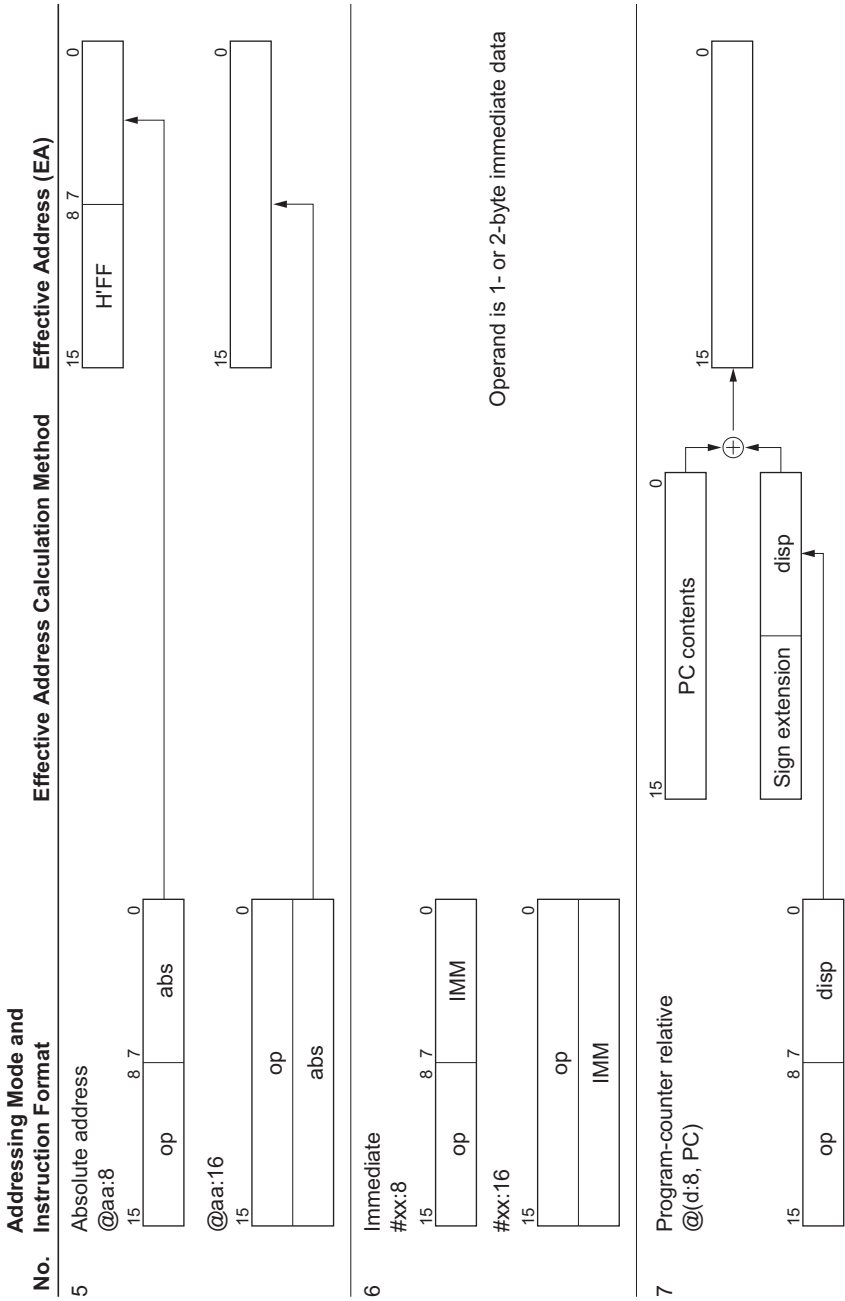 Addressing Mode and
No. Instruction Format Effective Address Calculation Method Effective Address (EA)
5 Absolute address
@aa:8
15 8 7 0 15 8 7 0
op abs H'FF
@aa:16
15 0 15 0
op
abs
6 Immediate
#xx:8
15 8 7 0
op IMM
Operand is 1- or 2-byte immediate data
#xx:16
15 0
op
IMM
7 Program-counter relative
@(d:8, PC)
15 0
PC contents
15 0
Sign extension disp
15 8 7 0
op disp